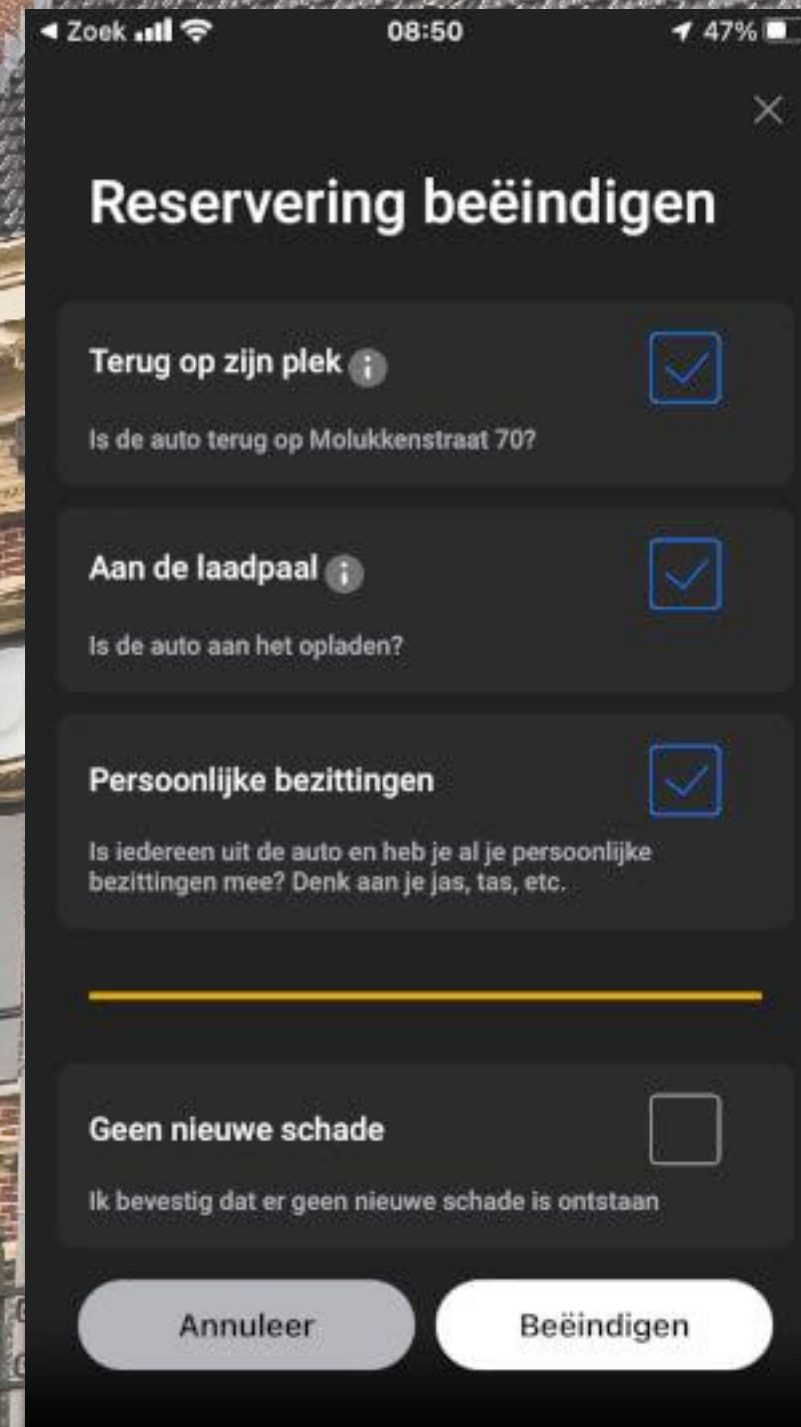 Zoek
08:50
47%
Reservering beëindigen
Terug op zijn plek
Is de auto terug op Molukkenstraat 70?
Aan de laadpaal
Is de auto aan het opladen?
Persoonlijke bezittingen
Is iedereen uit de auto en heb je al je persoonlijke
bezittingen mee? Denk aan je jas, tas, etc.
Geen nieuwe schade
Ik bevestig dat er geen nieuwe schade is ontstaan
Annuleer
Beëindigen